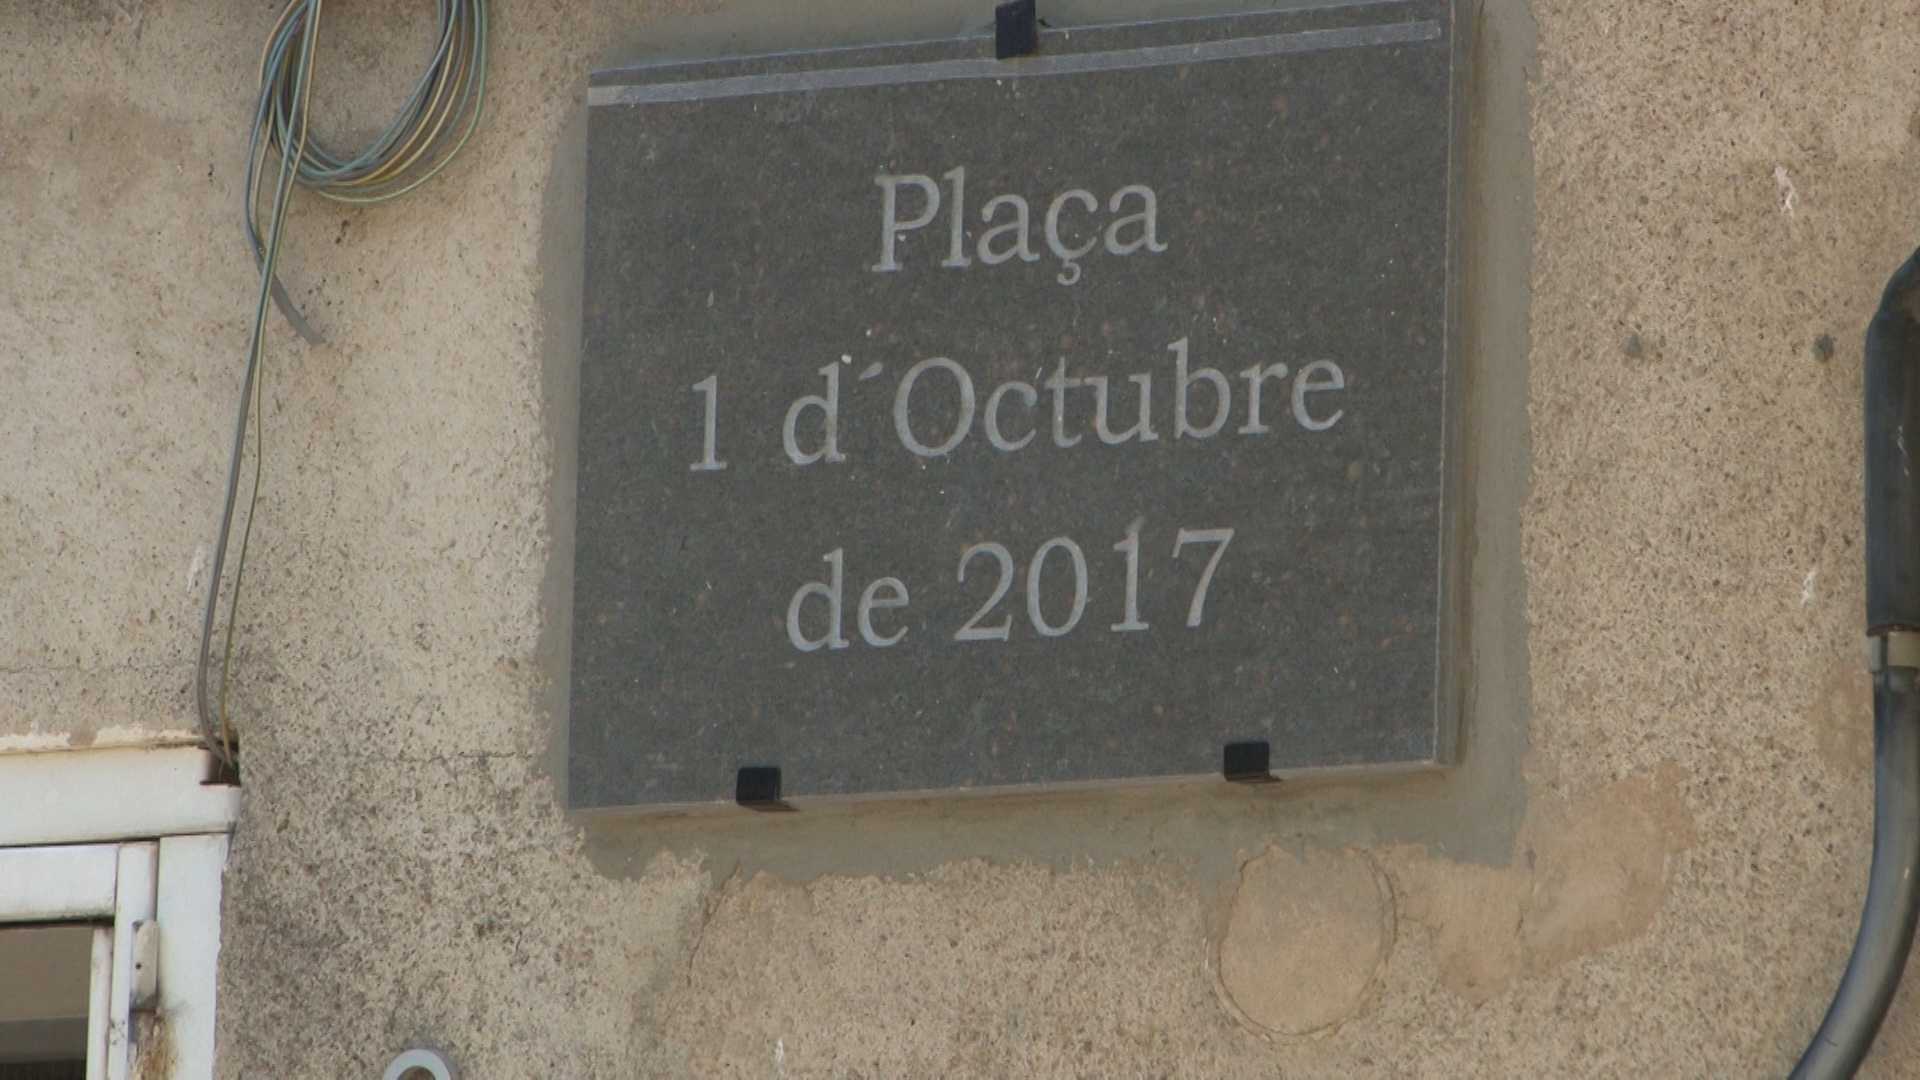 Plaça
1 d´Octubre
de 2017